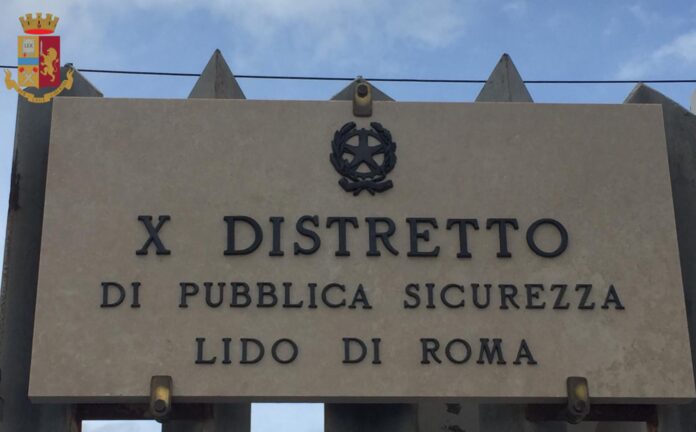 X DISTRETTO
DI PUBBLICA SICUREZZA
LIDO DI ROMA